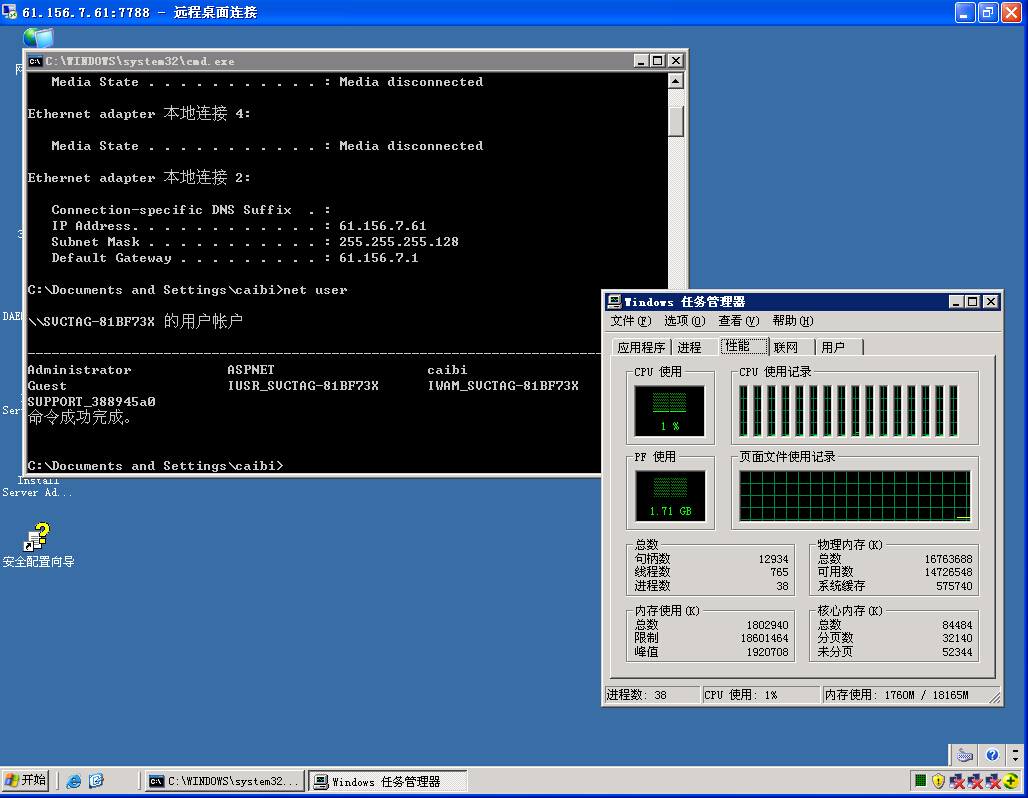 61.156.7.61:7788 - 远程桌面连接
C:\WINDOWS\system32\cmd.exe
Media State . . . . . . . . . . . : Media disconnected
Ethernet adapter 本地连接 4:
Media State . . . . . . . . . . . : Media disconnected
Ethernet adapter 本地连接 2:
Connection-specific DNS Suffix  . :
IP Address. . . . . . . . . . . . : 61.156.7.61
Subnet Mask . . . . . . . . . . . : 255.255.255.128
Default Gateway . . . . . . . . . : 61.156.7.1
C:\Documents and Settings\caibi>net user
\\SVCTAG-81BF73X 的用户帐户
-------------------------------------------------------------------------------
Administrator ASPNET caibi
Guest IUSR_SVCTAG-81BF73X IWAM_SVCTAG-81BF73X
SUPPORT_388945a0
命令成功完成。
C:\Documents and Settings\caibi>
Install
Server Ad...
安全配置向导
Windows 任务管理器
文件(F) 选项(O) 查看(V) 帮助(H)
应用程序 进程 性能 联网 用户
CPU 使用 CPU 使用记录
1 %
PF 使用 页面文件使用记录
1.71 GB
总数
句柄数 12934
线程数 765
进程数 38
物理内存(K)
总数 16763688
可用数 14726548
系统缓存 575740
内存使用(K)
总数 1802940
限制 18601464
峰值 1920708
核心内存(K)
总数 84484
分页数 32140
未分页 52344
进程数: 38 CPU 使用: 1% 内存使用: 1760M / 18165M
开始 C:\WINDOWS\system32... Windows 任务管理器